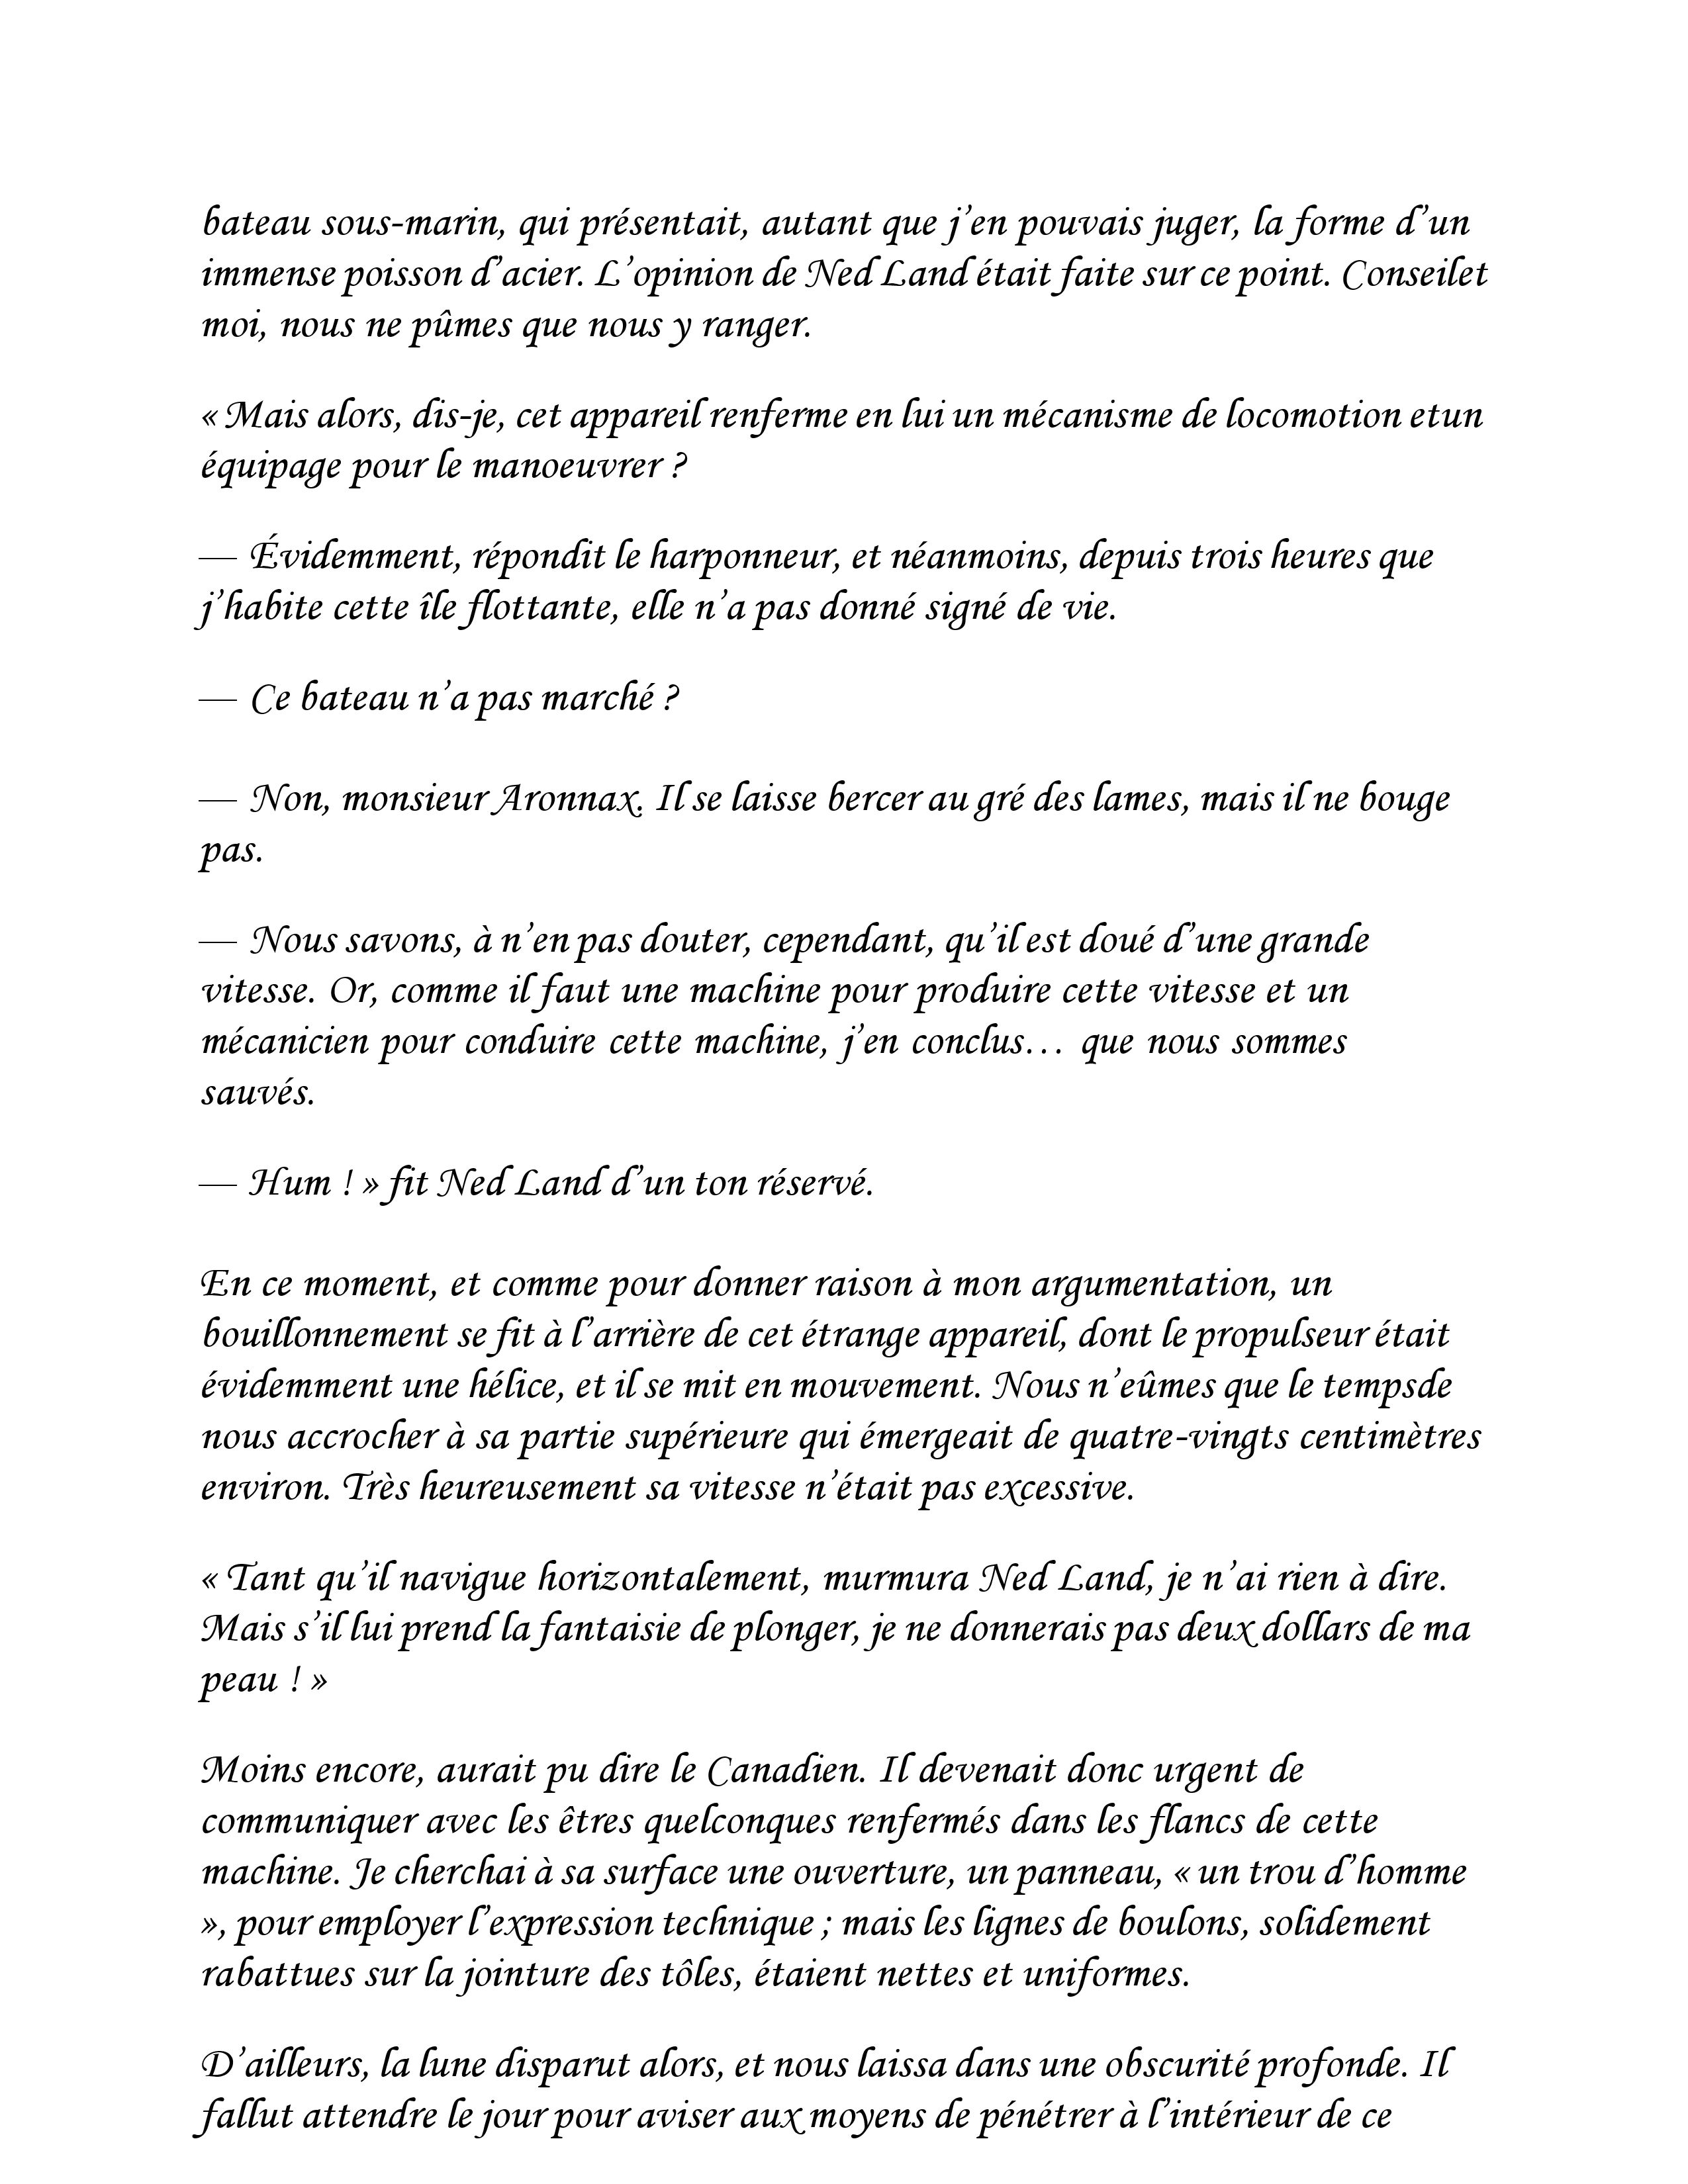 bateau sous-marin, qui présentait, autant que j’en pouvais juger, la forme d’un
immense poisson d’acier. L’opinion de Ned Land était faite sur ce point. Conseilet
moi, nous ne pûmes que nous y ranger.
« Mais alors, dis-je, cet appareil renferme en lui un mécanisme de locomotion etun
équipage pour le manoeuvrer ?
— Évidemment, répondit le harponneur, et néanmoins, depuis trois heures que
j’habite cette île flottante, elle n’a pas donné signé de vie.
— Ce bateau n’a pas marché ?
— Non, monsieur Aronnax. Il se laisse bercer au gré des lames, mais il ne bouge
pas.
— Nous savons, à n’en pas douter, cependant, qu’il est doué d’une grande
vitesse. Or, comme il faut une machine pour produire cette vitesse et un
mécanicien pour conduire cette machine, j’en conclus… que nous sommes
sauvés.
— Hum ! » fit Ned Land d’un ton réservé.
En ce moment, et comme pour donner raison à mon argumentation, un
bouillonnement se fit à l’arrière de cet étrange appareil, dont le propulseur était
évidemment une hélice, et il se mit en mouvement. Nous n’eûmes que le tempsde
nous accrocher à sa partie supérieure qui émergeait de quatre-vingts centimètres
environ. Très heureusement sa vitesse n’était pas excessive.
« Tant qu’il navigue horizontalement, murmura Ned Land, je n’ai rien à dire.
Mais s’il lui prend la fantaisie de plonger, je ne donnerais pas deux dollars de ma
peau ! »
Moins encore, aurait pu dire le Canadien. Il devenait donc urgent de
communiquer avec les êtres quelconques renfermés dans les flancs de cette
machine. Je cherchai à sa surface une ouverture, un panneau, « un trou d’homme
», pour employer l’expression technique ; mais les lignes de boulons, solidement
rabattues sur la jointure des tôles, étaient nettes et uniformes.
D’ailleurs, la lune disparut alors, et nous laissa dans une obscurité profonde. Il
fallut attendre le jour pour aviser aux moyens de pénétrer à l’intérieur de ce